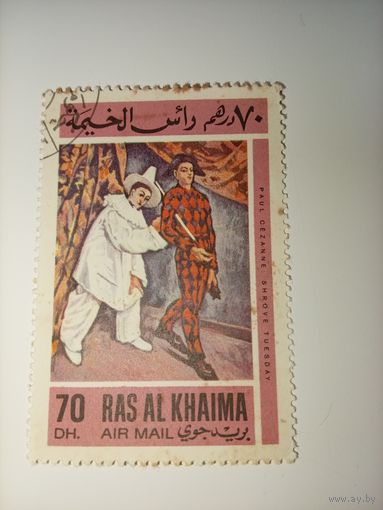 ٧٠ درهم رأس الخيمة
PAUL CEZANNE: SHROVE TUESDAY
70 RAS AL KHAIMA
DH. AIR MAIL بريد جوي
ay.by